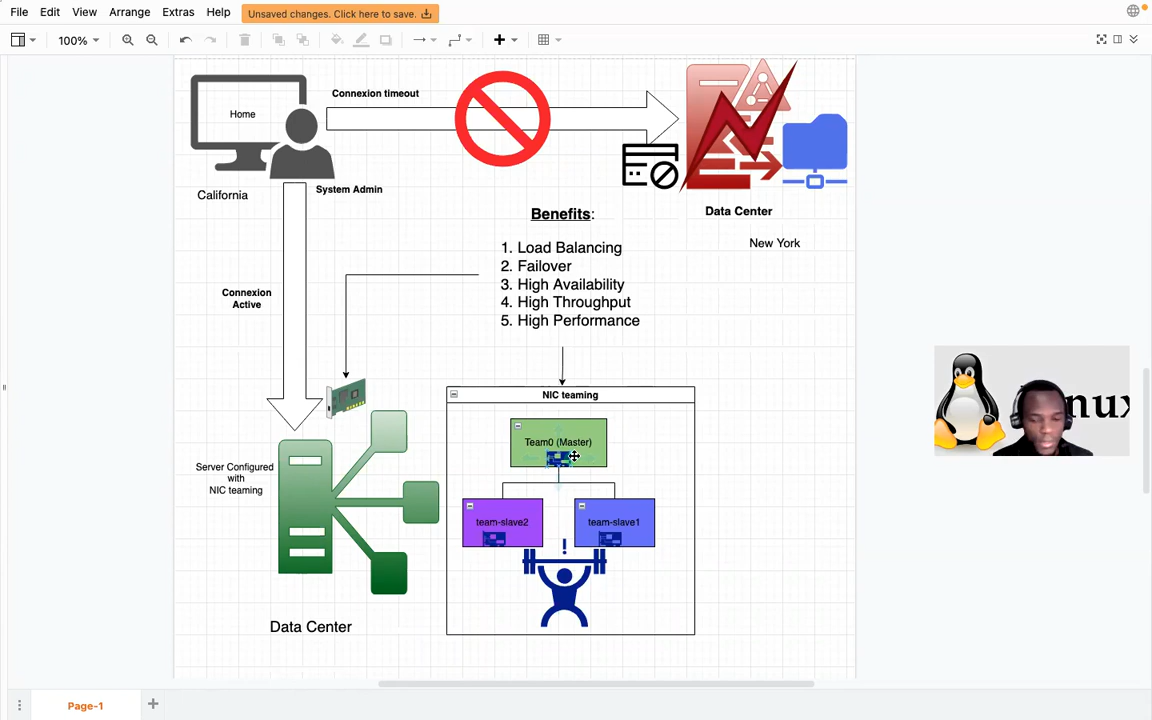 File Edit View Arrange Extras Help Unsaved changes. Click here to save.
100%
Home
Connexion timeout
California
System Admin
Data Center
New York
Benefits:
1. Load Balancing
2. Failover
3. High Availability
4. High Throughput
5. High Performance
Connexion
Active
NIC teaming
Team0 (Master)
team-slave2
team-slave1
!
Server Configured
with
NIC teaming
Data Center
Page-1